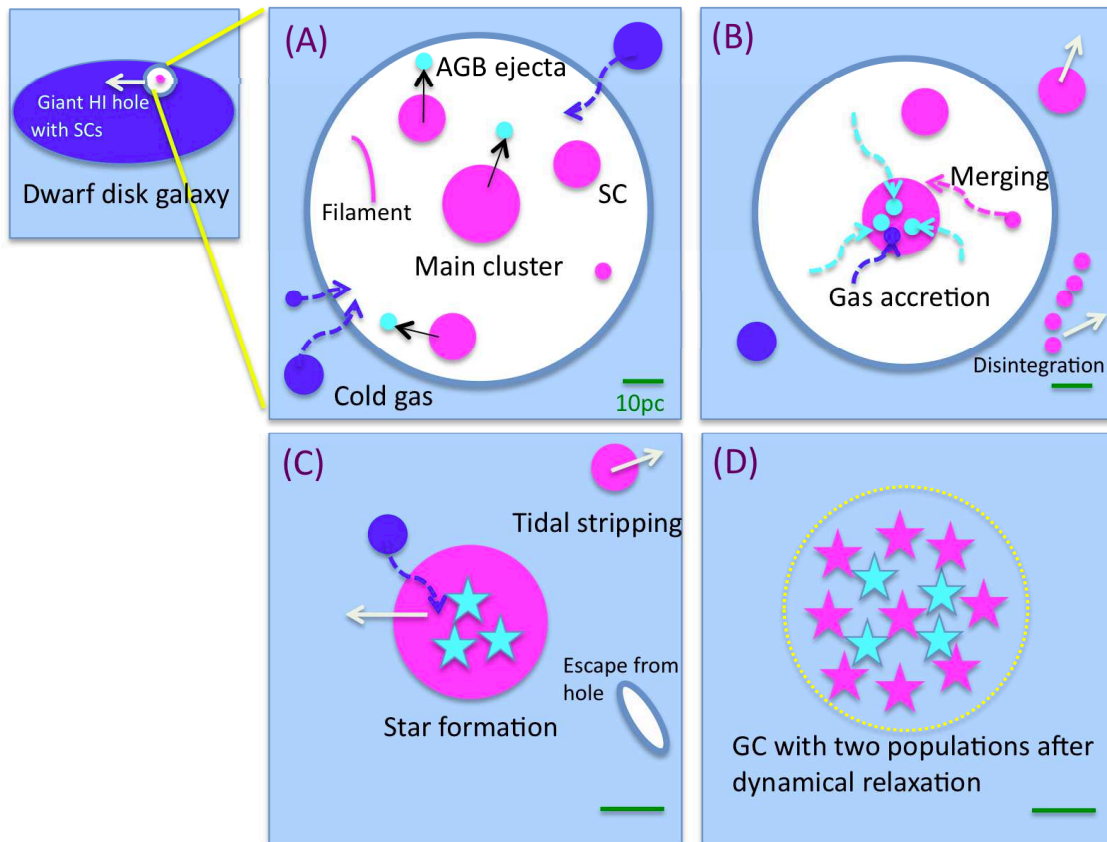 Giant HI hole
with SCs
Dwarf disk galaxy
(A)
AGB ejecta
SC
Filament
Main cluster
Cold gas
10pc
(B)
Merging
Gas accretion
Disintegration
(C)
Tidal stripping
Escape from
hole
Star formation
(D)
GC with two populations after
dynamical relaxation